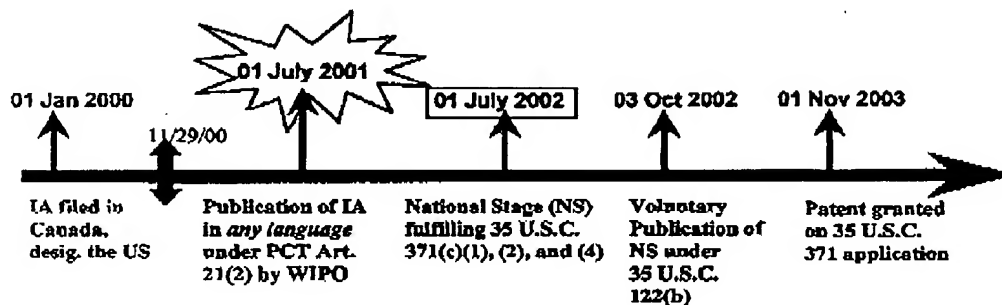 01 July 2001
01 Jan 2000
01 July 2002
03 Oct 2002
01 Nov 2003
11/29/00
IA filed in
Canada,
desig. the US
Publication of IA
in any language
under PCT Art.
21(2) by WIPO
National Stage (NS)
fulfilling 35 U.S.C.
371(c)(1), (2), and (4)
Voluntary
Publication of
NS under
35 U.S.C.
122(b)
Patent granted
on 35 U.S.C.
371 application